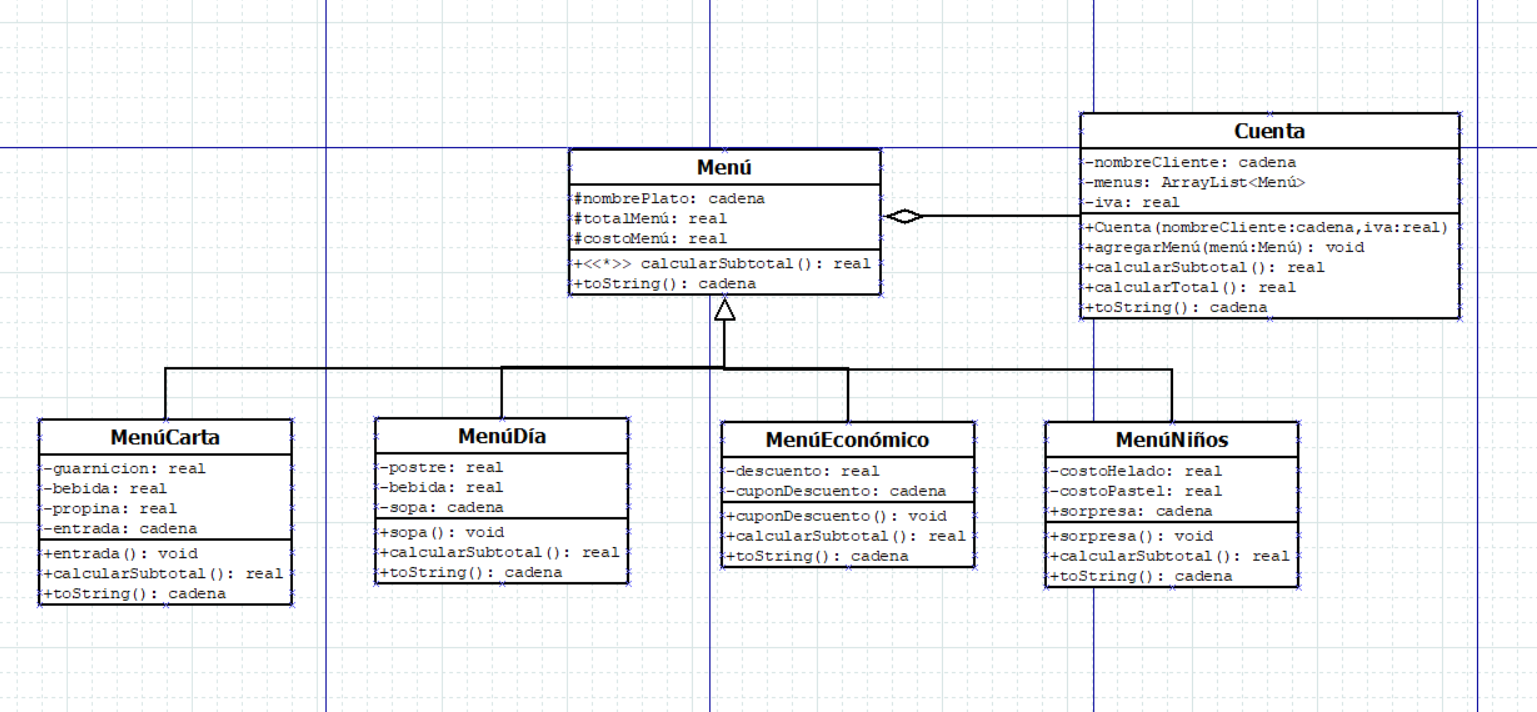 Menú
#nombrePlato: cadena
#totalMenú: real
#costoMenú: real
+<<*>> calcularSubtotal(): real
+toString(): cadena
Cuenta
-nombreCliente: cadena
-menus: ArrayList<Menú>
-iva: real
+Cuenta(nombreCliente:cadena,iva:real)
+agregarMenú(menú:Menú): void
+calcularSubtotal(): real
+calcularTotal(): real
+toString(): cadena
MenúCarta
-guarnicion: real
-bebida: real
-propina: real
-entrada: cadena
+entrada(): void
+calcularSubtotal(): real
+toString(): cadena
MenúDía
-postre: real
-bebida: real
-sopa: cadena
+sopa(): void
+calcularSubtotal(): real
+toString(): cadena
MenúEconómico
-descuento: real
-cuponDescuento: cadena
+cuponDescuento(): void
+calcularSubtotal(): real
+toString(): cadena
MenúNiños
-costoHelado: real
-costoPastel: real
+sorpresa: cadena
+sorpresa(): void
+calcularSubtotal(): real
+toString(): cadena